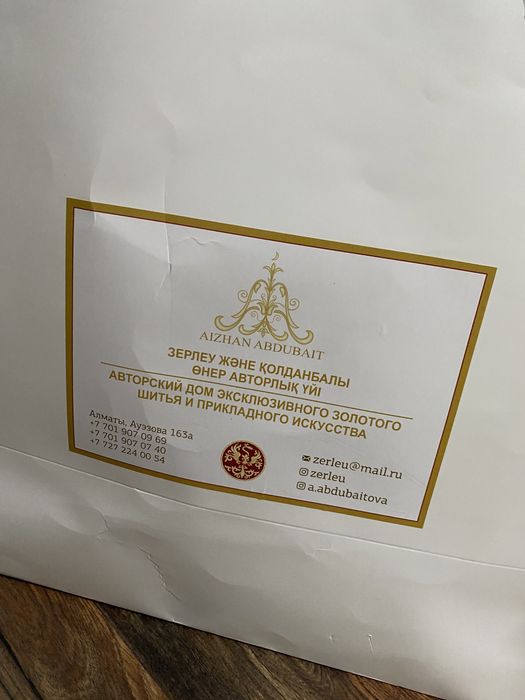 AIZHAN ABDUBAIT
ЗЕРЛЕУ ЖӘНЕ ҚОЛДАНБАЛЫ
ӨНЕР АВТОРЛЫҚ ҮЙІ
АВТОРСКИЙ ДОМ ЭКСКЛЮЗИВНОГО ЗОЛОТОГО
ШИТЬЯ И ПРИКЛАДНОГО ИСКУССТВА
Алматы, Ауэзова 163а
+7 701 907 09 69
+7 701 907 07 40
+7 727 224 00 54
zerleu@mail.ru
zerleu
a.abdubaitova